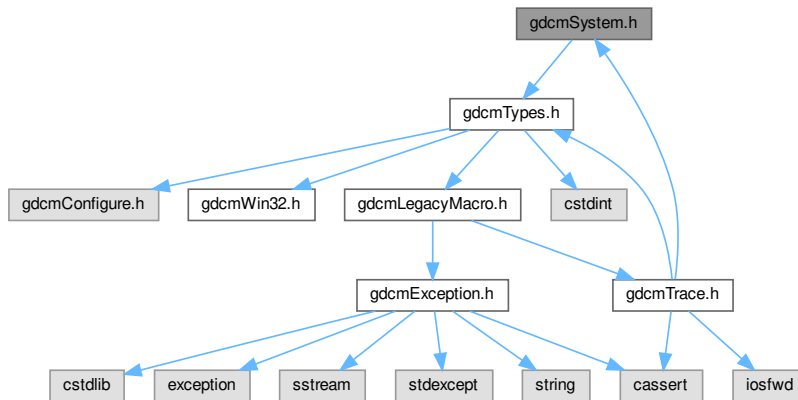 gdcmSystem.h
gdcmTypes.h
gdcmConfigure.h
gdcmWin32.h
gdcmLegacyMacro.h
cstdint
gdcmException.h
gdcmTrace.h
cstdlib
exception
sstream
stdexcept
string
cassert
iosfwd